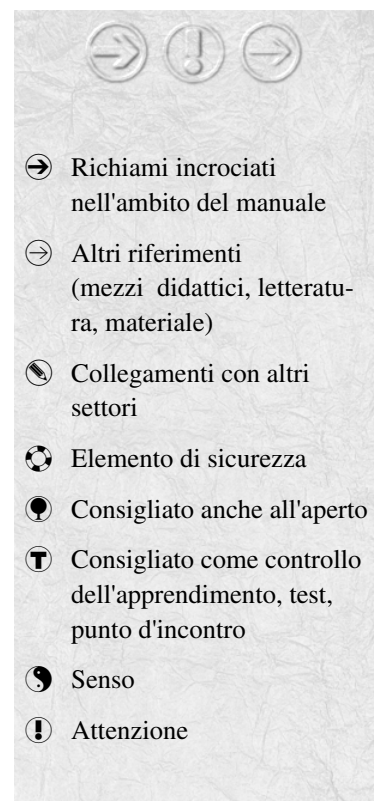 Richiami incrociati
nell'ambito del manuale
Altri riferimenti
(mezzi didattici, letteratu-
ra, materiale)
Collegamenti con altri
settori
Elemento di sicurezza
Consigliato anche all'aperto
T Consigliato come controllo
dell'apprendimento, test,
punto d'incontro
Senso
! Attenzione